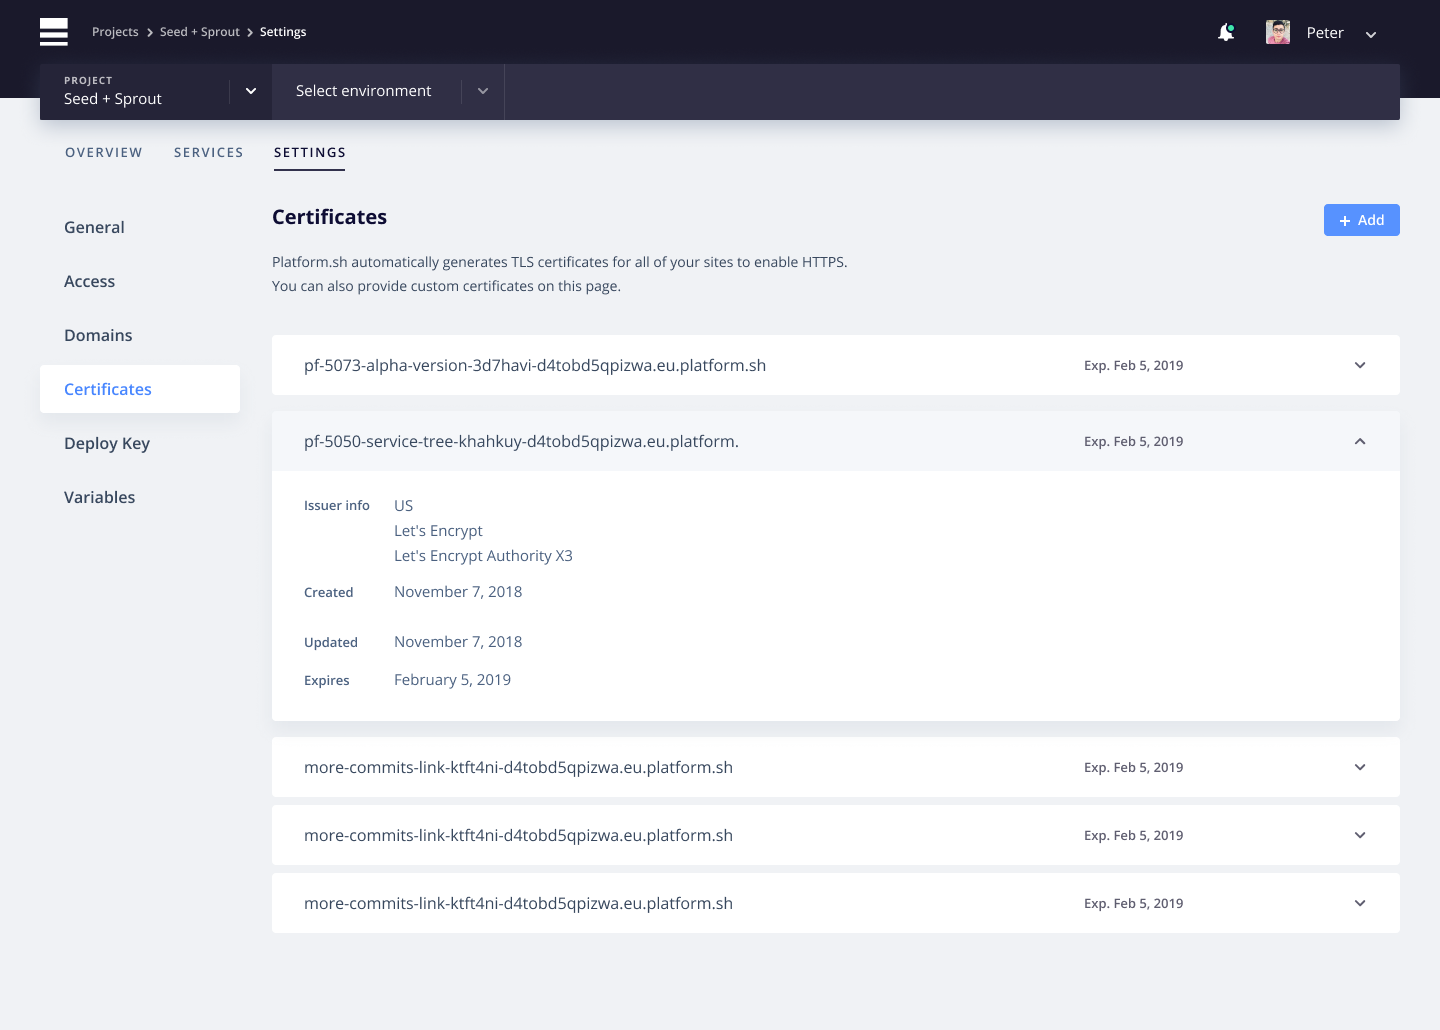 Projects > Seed + Sprout > Settings
Peter
PROJECT
Seed + Sprout
Select environment
OVERVIEW SERVICES SETTINGS
General
Access
Domains
Certificates
Deploy Key
Variables
Certificates
+ Add
Platform.sh automatically generates TLS certificates for all of your sites to enable HTTPS.
You can also provide custom certificates on this page.
pf-5073-alpha-version-3d7havi-d4tobd5qpizwa.eu.platform.sh Exp. Feb 5, 2019
pf-5050-service-tree-khahkuy-d4tobd5qpizwa.eu.platform. Exp. Feb 5, 2019
Issuer info US
Let's Encrypt
Let's Encrypt Authority X3
Created November 7, 2018
Updated November 7, 2018
Expires February 5, 2019
more-commits-link-ktft4ni-d4tobd5qpizwa.eu.platform.sh Exp. Feb 5, 2019
more-commits-link-ktft4ni-d4tobd5qpizwa.eu.platform.sh Exp. Feb 5, 2019
more-commits-link-ktft4ni-d4tobd5qpizwa.eu.platform.sh Exp. Feb 5, 2019